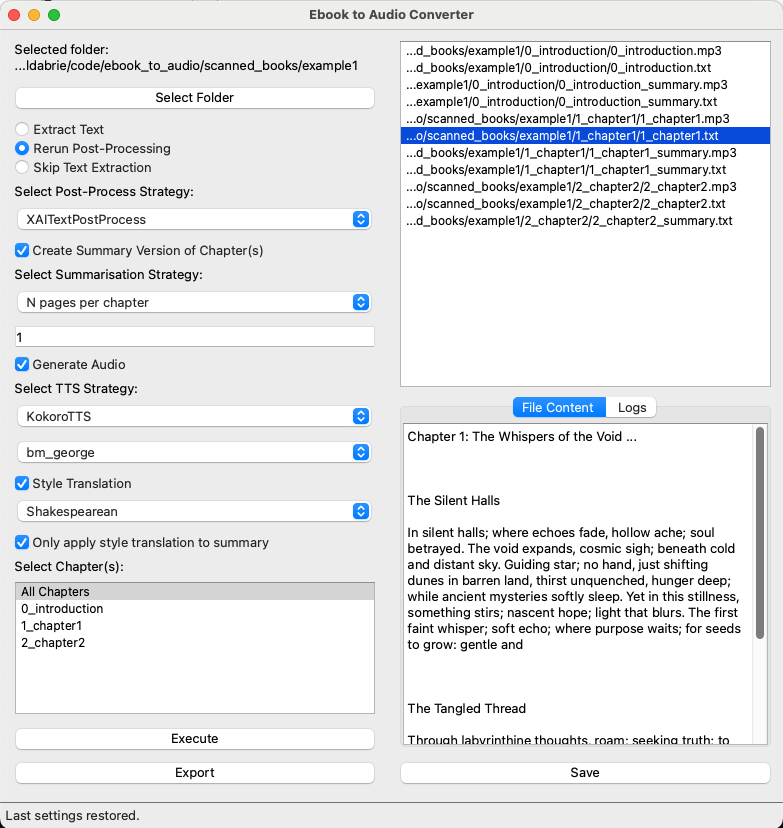 Ebook to Audio Converter
Selected folder:
...ldabrie/code/ebook_to_audio/scanned_books/example1
Select Folder
Extract Text
Rerun Post-Processing
Skip Text Extraction
Select Post-Process Strategy:
XAITextPostProcess
Create Summary Version of Chapter(s)
Select Summarisation Strategy:
N pages per chapter
1
Generate Audio
Select TTS Strategy:
KokoroTTS
bm_george
Style Translation
Shakespearean
Only apply style translation to summary
Select Chapter(s):
All Chapters
0_introduction
1_chapter1
2_chapter2
Execute
Export
...d_books/example1/0_introduction/0_introduction.mp3
...d_books/example1/0_introduction/0_introduction.txt
...example1/0_introduction/0_introduction_summary.mp3
...example1/0_introduction/0_introduction_summary.txt
...o/scanned_books/example1/1_chapter1/1_chapter1.mp3
...o/scanned_books/example1/1_chapter1/1_chapter1.txt
...d_books/example1/1_chapter1/1_chapter1_summary.mp3
...d_books/example1/1_chapter1/1_chapter1_summary.txt
...o/scanned_books/example1/2_chapter2/2_chapter2.mp3
...o/scanned_books/example1/2_chapter2/2_chapter2.txt
...d_books/example1/2_chapter2/2_chapter2_summary.txt
File Content
Logs
Chapter 1: The Whispers of the Void ...
The Silent Halls
In silent halls; where echoes fade, hollow ache; soul
betrayed. The void expands, cosmic sigh; beneath cold
and distant sky. Guiding star; no hand, just shifting
dunes in barren land, thirst unquenched, hunger deep;
while ancient mysteries softly sleep. Yet in this stillness,
something stirs; nascent hope; light that blurs. The first
faint whisper; soft echo; where purpose waits; for seeds
to grow: gentle and
The Tangled Thread
Through labyrinthine thoughts, roam; seeking truth; to
Save
Last settings restored.